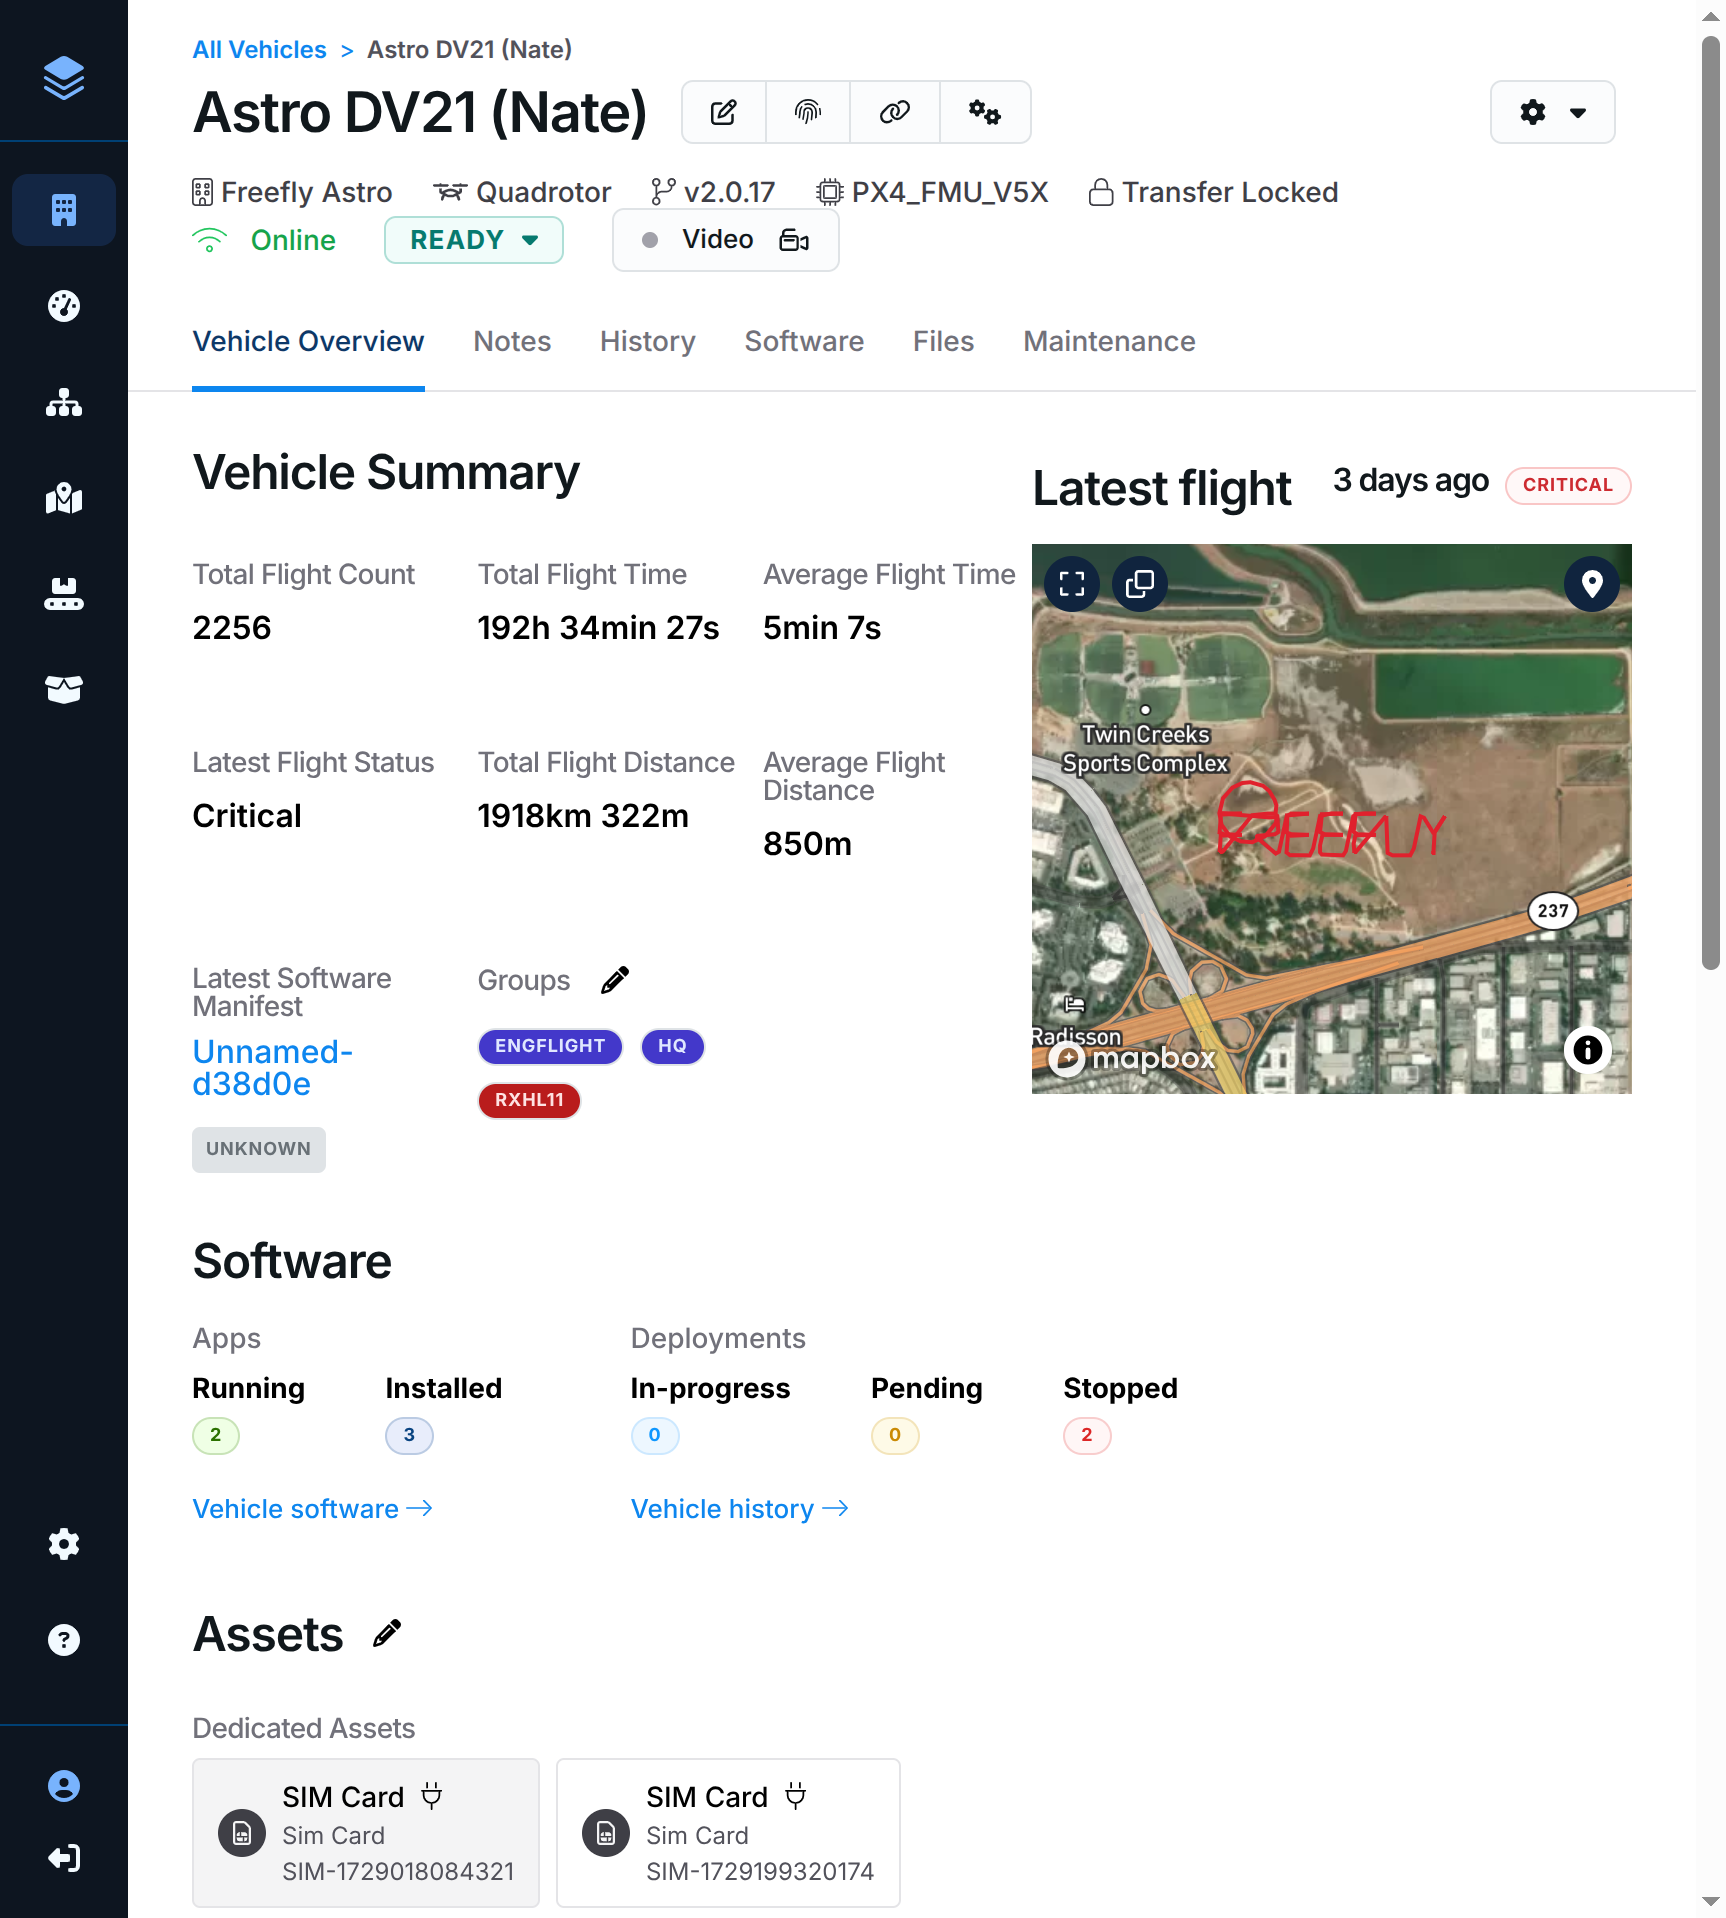 All Vehicles > Astro DV21 (Nate)
Astro DV21 (Nate)
Freefly Astro Quadrotor v2.0.17 PX4_FMU_V5X Transfer Locked
Online READY Video
Vehicle Overview Notes History Software Files Maintenance
Vehicle Summary
Total Flight Count Total Flight Time Average Flight Time
2256 192h 34min 27s 5min 7s
Latest Flight Status Total Flight Distance Average Flight
Distance
Critical 1918km 322m
850m
Latest Software
Manifest
Groups
Unnamed-
d38d0e
ENGFLIGHT HQ
RXHL11
UNKNOWN
Latest flight 3 days ago CRITICAL
Twin Creeks
Sports Complex
FREEFLY
237
Radisson
mapbox
Software
Apps Deployments
Running Installed In-progress Pending Stopped
2 3 0 0 2
Vehicle software → Vehicle history →
Assets
Dedicated Assets
SIM Card
Sim Card
SIM-1729018084321
SIM Card
Sim Card
SIM-1729199320174